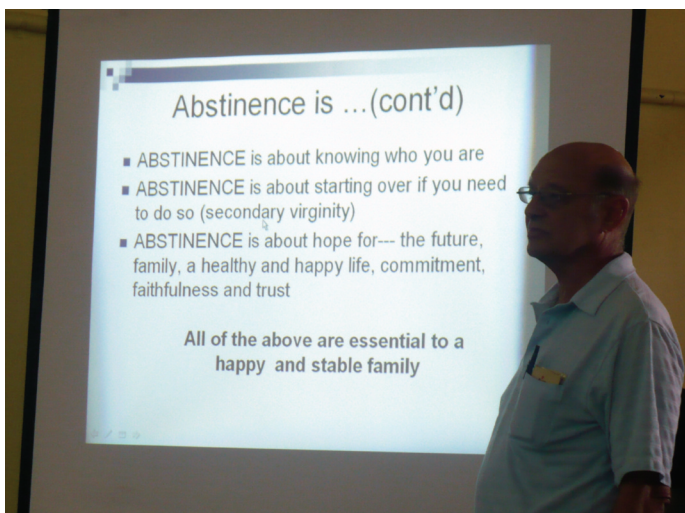 Abstinence is …(cont'd)
ABSTINENCE is about knowing who you are
ABSTINENCE is about starting over if you need
to do so (secondary virginity)
ABSTINENCE is about hope for--- the future,
family, a healthy and happy life, commitment,
faithfulness and trust
All of the above are essential to a
happy and stable family